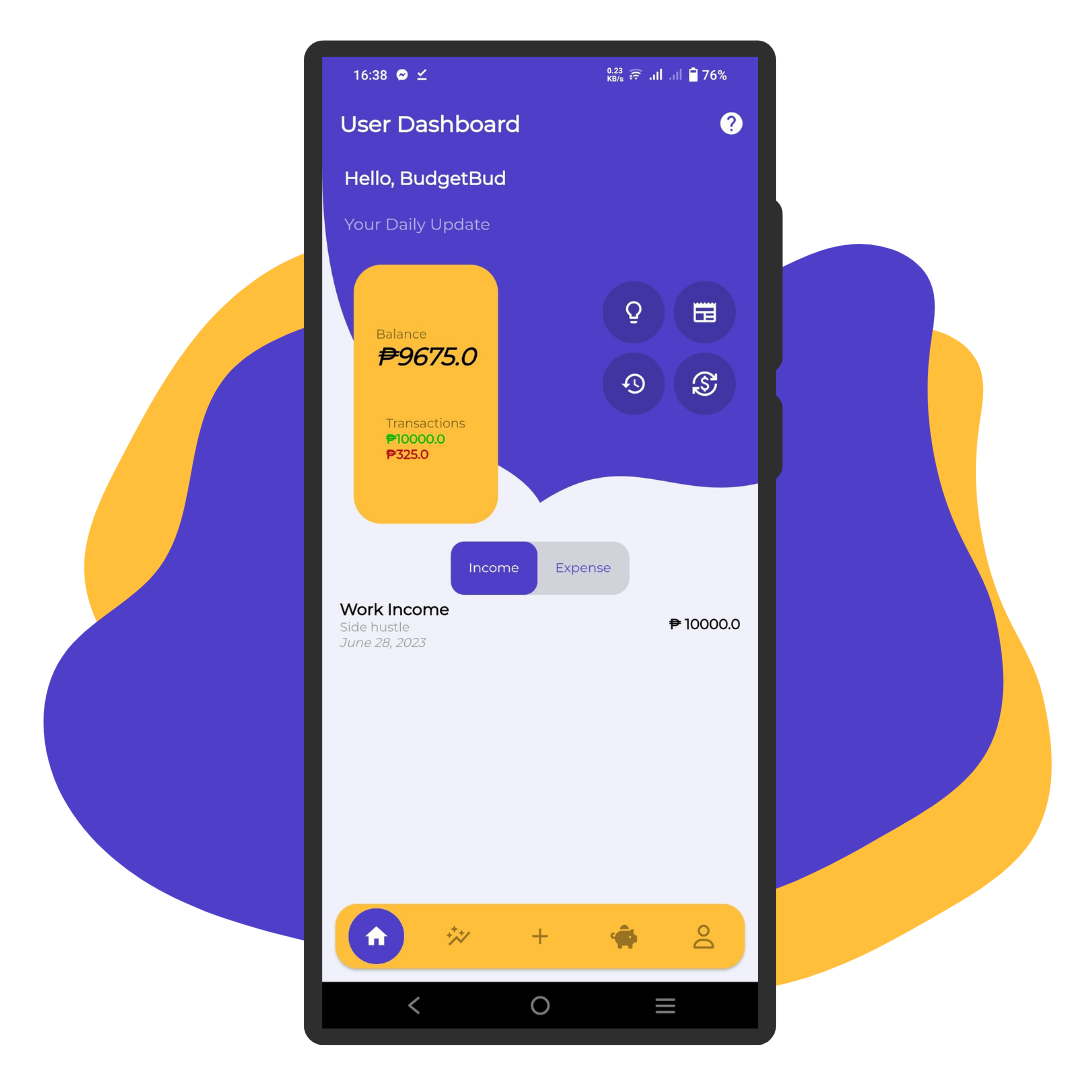 16:38
0.23
KB/s
76%
User Dashboard
?
Hello, BudgetBud
Your Daily Update
Balance
₱9675.0
Transactions
₱10000.0
₱325.0
Income Expense
Work Income
Side hustle
₱ 10000.0
June 28, 2023